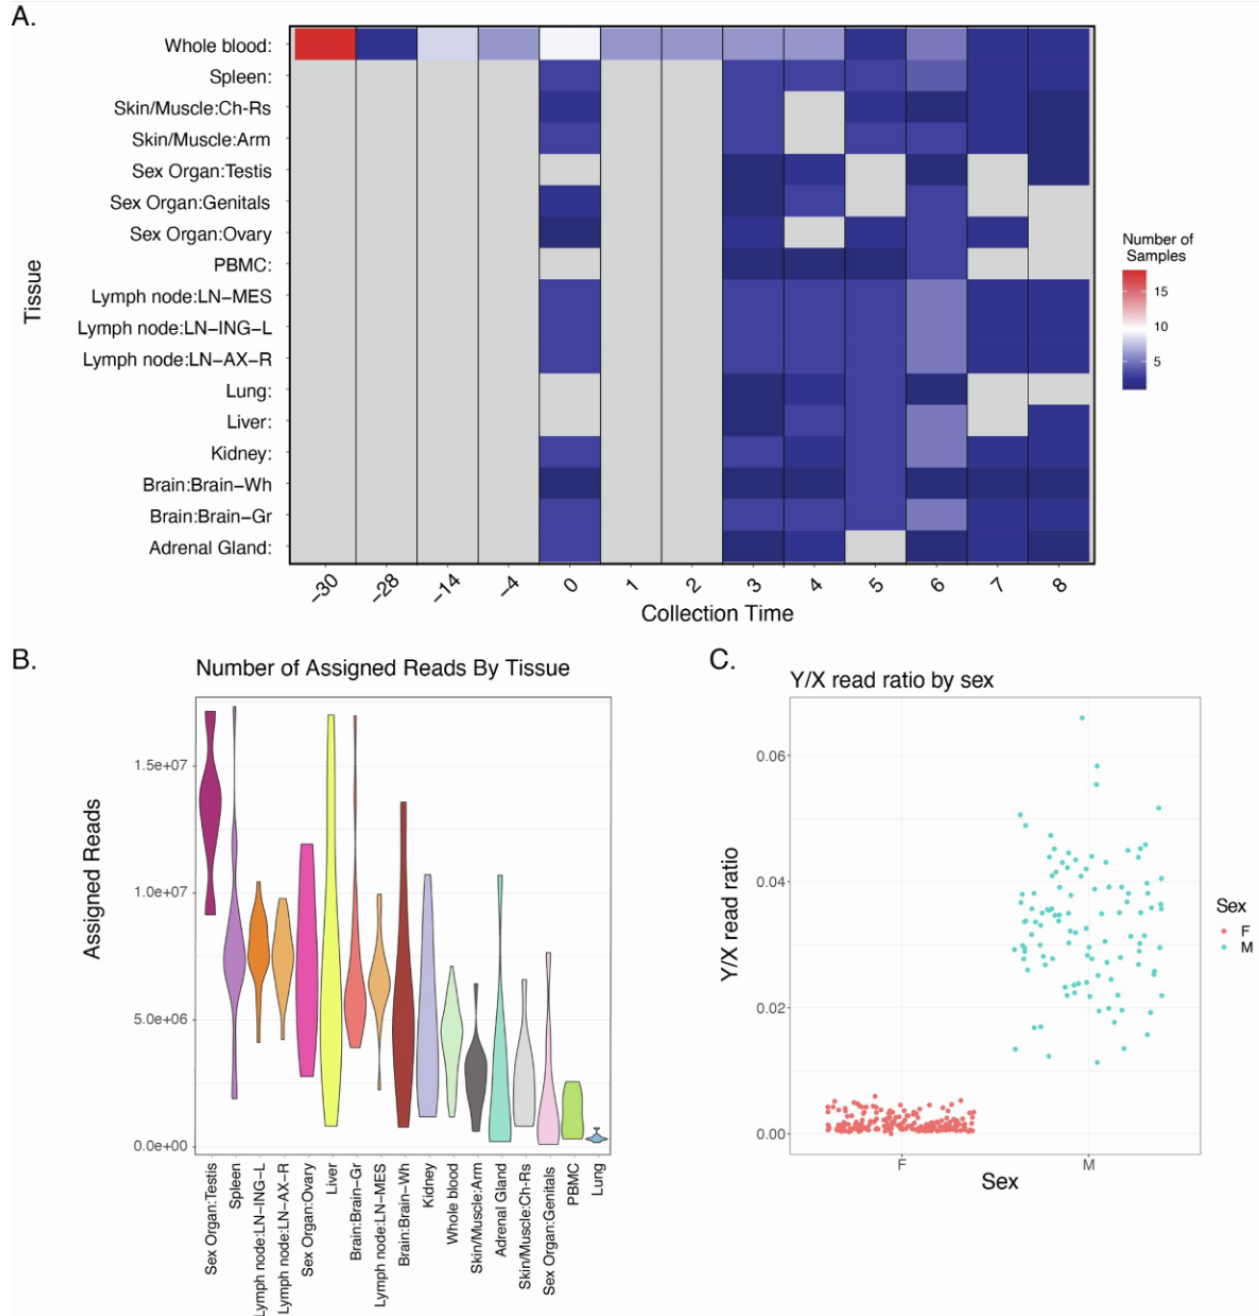 A.
Whole blood:
Spleen:
Skin/Muscle:Ch-Rs
Skin/Muscle:Arm
Sex Organ:Testis
Sex Organ:Genitals
Sex Organ:Ovary
PBMC:
Lymph node:LN−MES
Lymph node:LN−ING−L
Lymph node:LN−AX−R
Lung:
Liver:
Kidney:
Brain:Brain−Wh
Brain:Brain−Gr
Adrenal Gland:
Tissue
−30
−28
−14
−4
0
1
2
3
4
5
6
7
8
Collection Time
Number of
Samples
15
10
5
B.
Number of Assigned Reads By Tissue
Assigned Reads
1.5e+07
1.0e+07
5.0e+06
0.0e+00
Sex Organ:Testis
Spleen
Lymph node:LN−ING−L
Lymph node:LN−AX−R
Sex Organ:Ovary
Liver
Brain:Brain−Gr
Lymph node:LN−MES
Brain:Brain−Wh
Kidney
Whole blood
Skin/Muscle:Arm
Adrenal Gland
Skin/Muscle:Ch−Rs
Sex Organ:Genitals
PBMC
Lung
C.
Y/X read ratio by sex
Y/X read ratio
0.06
0.04
0.02
0.00
F
M
Sex
Sex
F
M